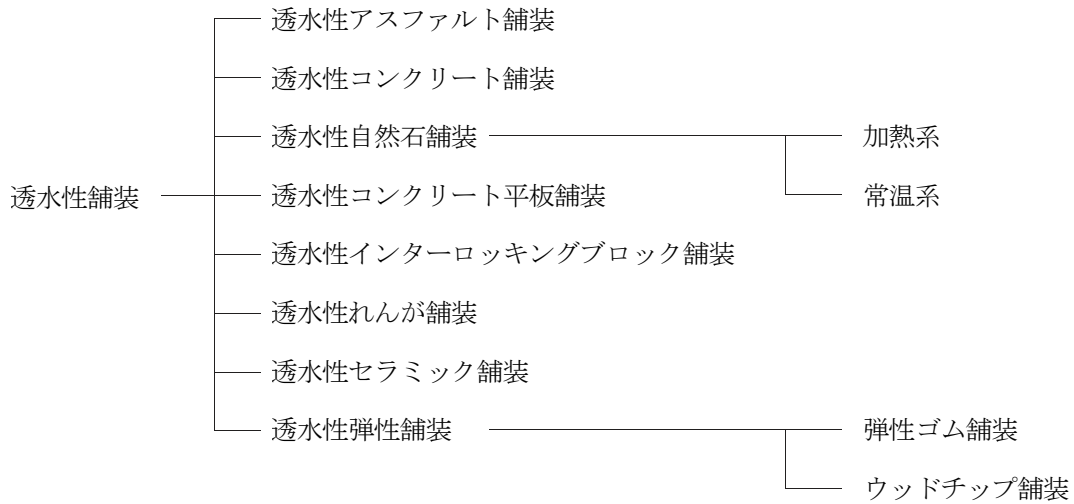 透水性アスファルト舗装
透水性コンクリート舗装
透水性自然石舗装 加熱系
透水性舗装 透水性コンクリート平板舗装 常温系
透水性インターロッキングブロック舗装
透水性れんが舗装
透水性セラミック舗装
透水性弾性舗装 弾性ゴム舗装
ウッドチップ舗装